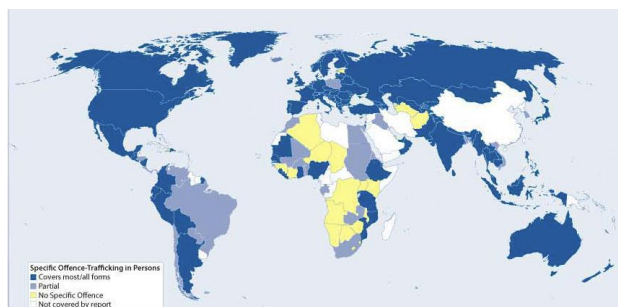 Specific Offence-Trafficking in Persons
Covers most/all forms
Partial
No Specific Offence
Not covered by report